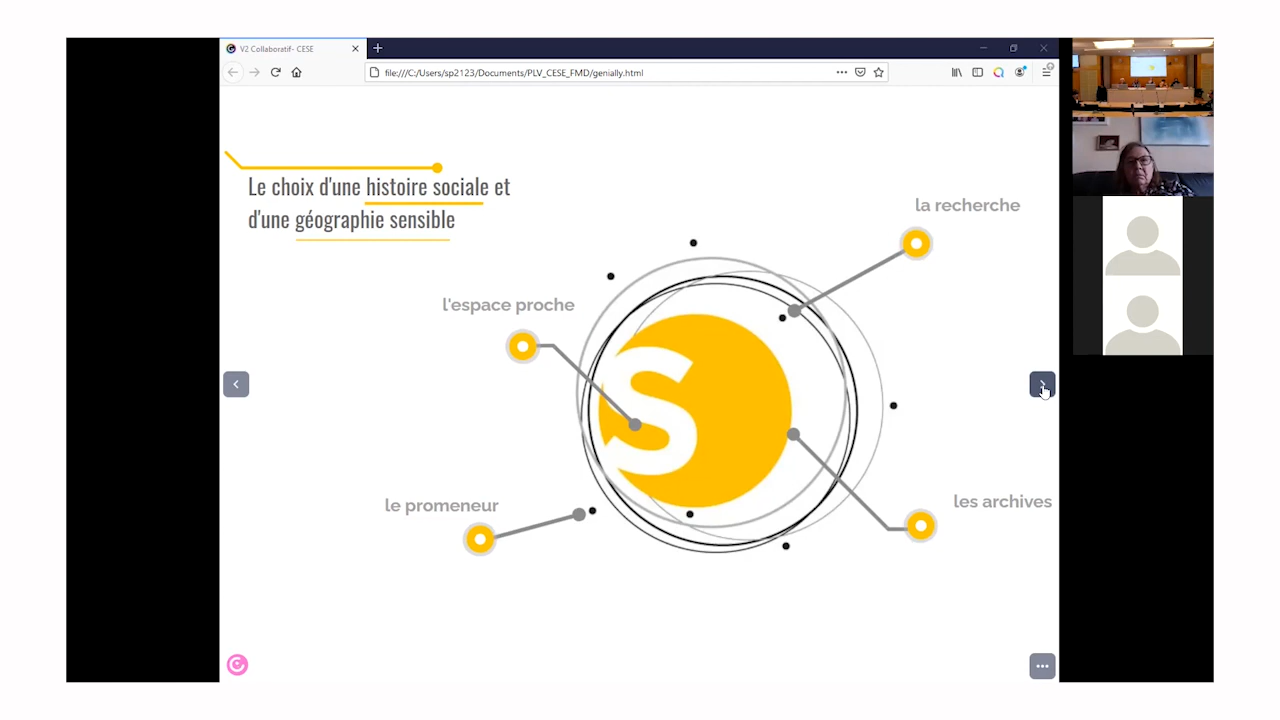 V2 Collaboratif- CESE
file:///C:/Users/sp2123/Documents/PLV_CESE_FMD/genially.html
Le choix d'une histoire sociale et
d'une géographie sensible
la recherche
l'espace proche
S
le promeneur
les archives